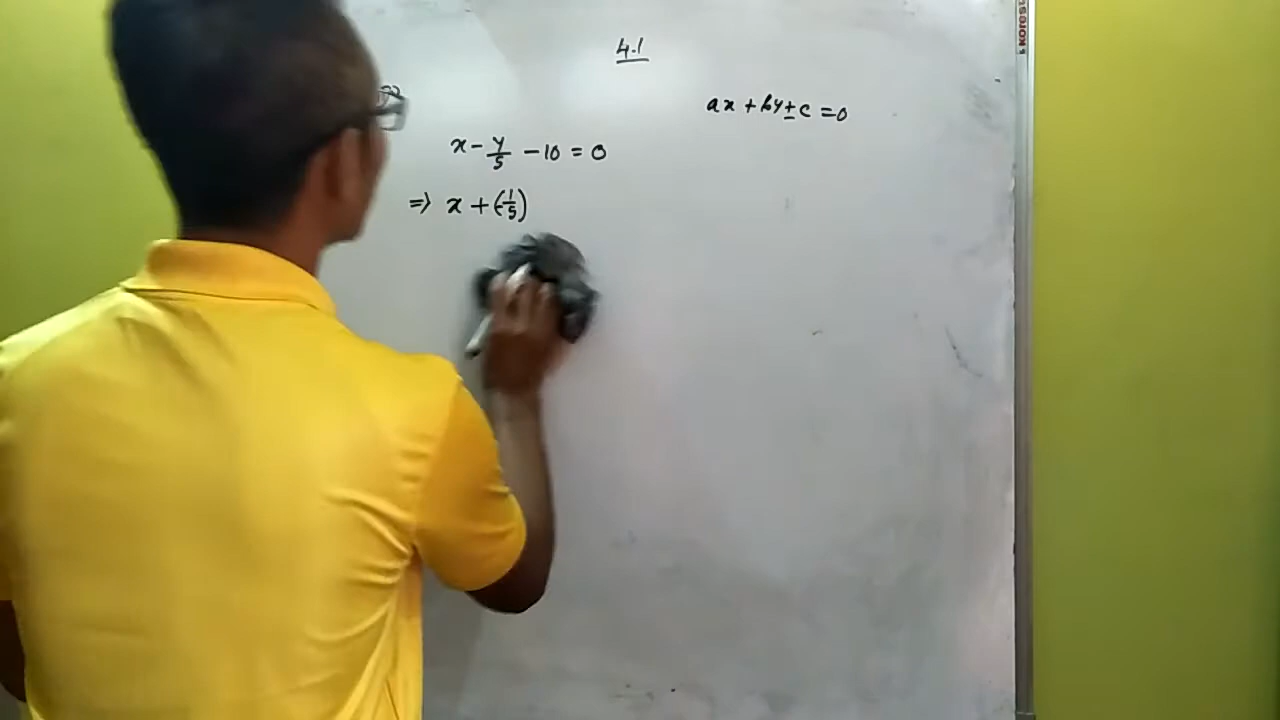 4.1
ax + by ± c = 0
x - y/5 - 10 = 0
⇒ x + (-1/5)